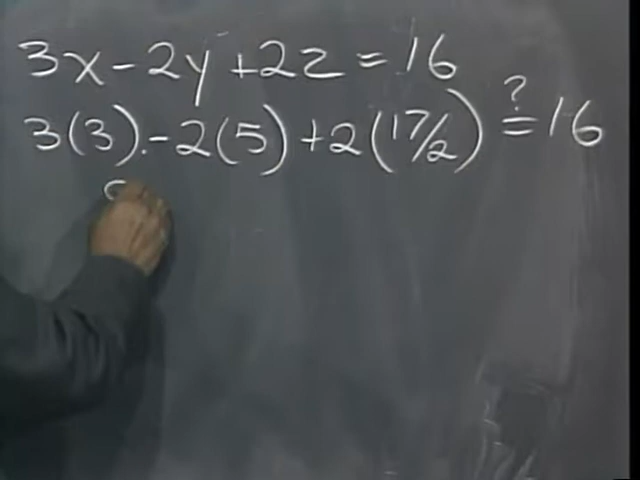 3x - 2y + 2z = 16
3(3) - 2(5) + 2(17/2) ≟ 16